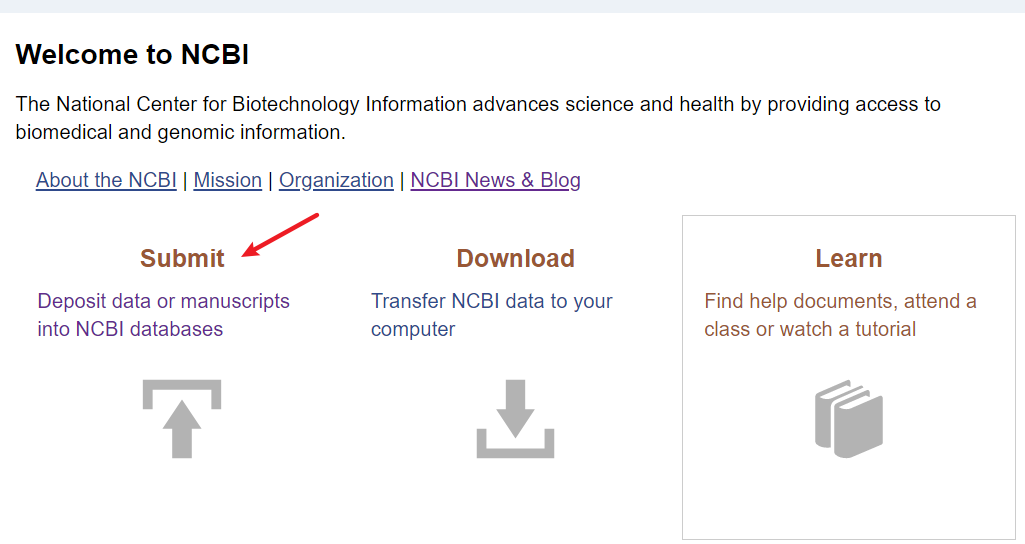 Welcome to NCBI
The National Center for Biotechnology Information advances science and health by providing access to
biomedical and genomic information.
About the NCBI | Mission | Organization | NCBI News & Blog
Submit
Deposit data or manuscripts
into NCBI databases
Download
Transfer NCBI data to your
computer
Learn
Find help documents, attend a
class or watch a tutorial